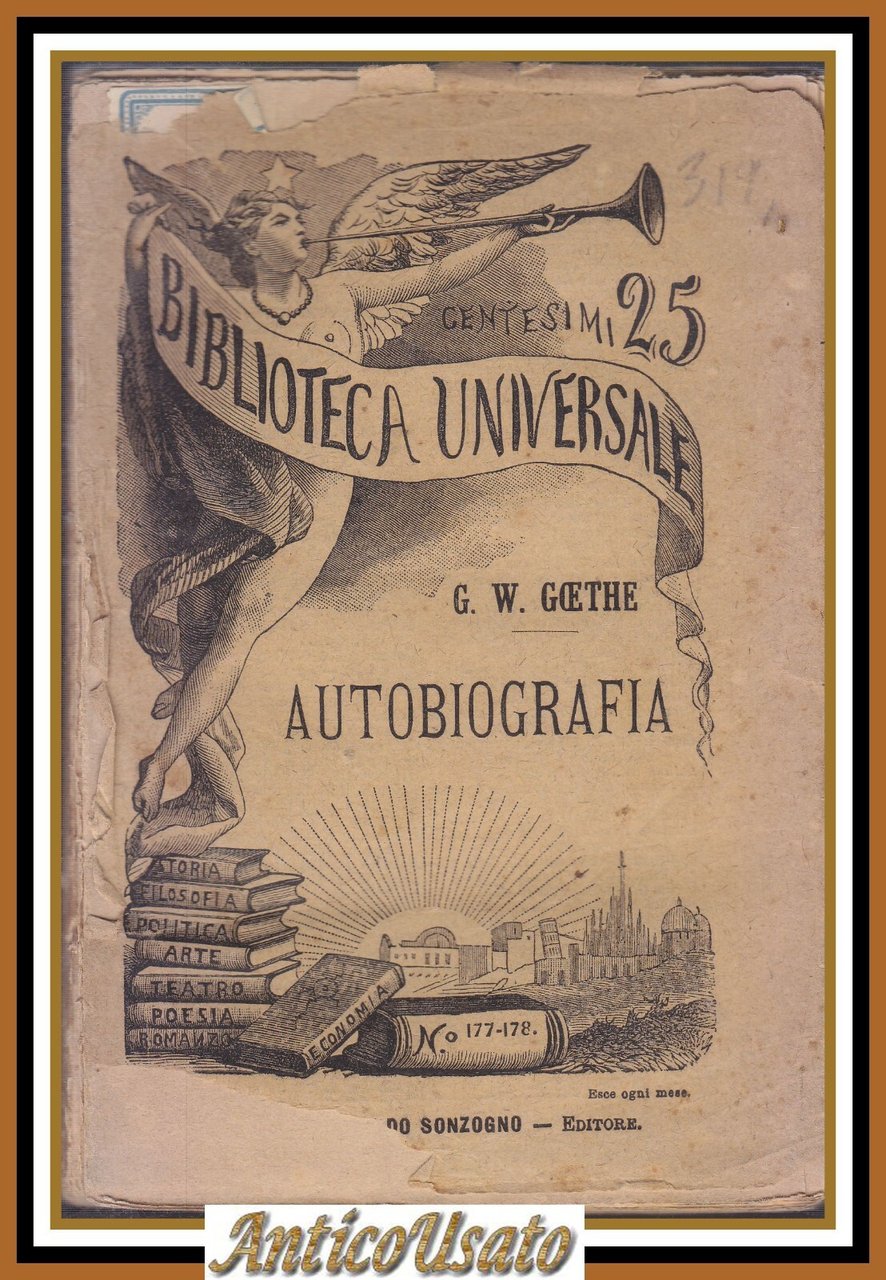 CENTESIMI 25
BIBLIOTECA UNIVERSALE
G. W. GŒTHE
AUTOBIOGRAFIA
STORIA
FILOSOFIA
POLITICA
ARTE
TEATRO
POESIA
ROMANZO
ECONOMIA
N.o 177-178.
Esce ogni mese.
DO SONZOGNO — EDITORE.
AnticoUsato